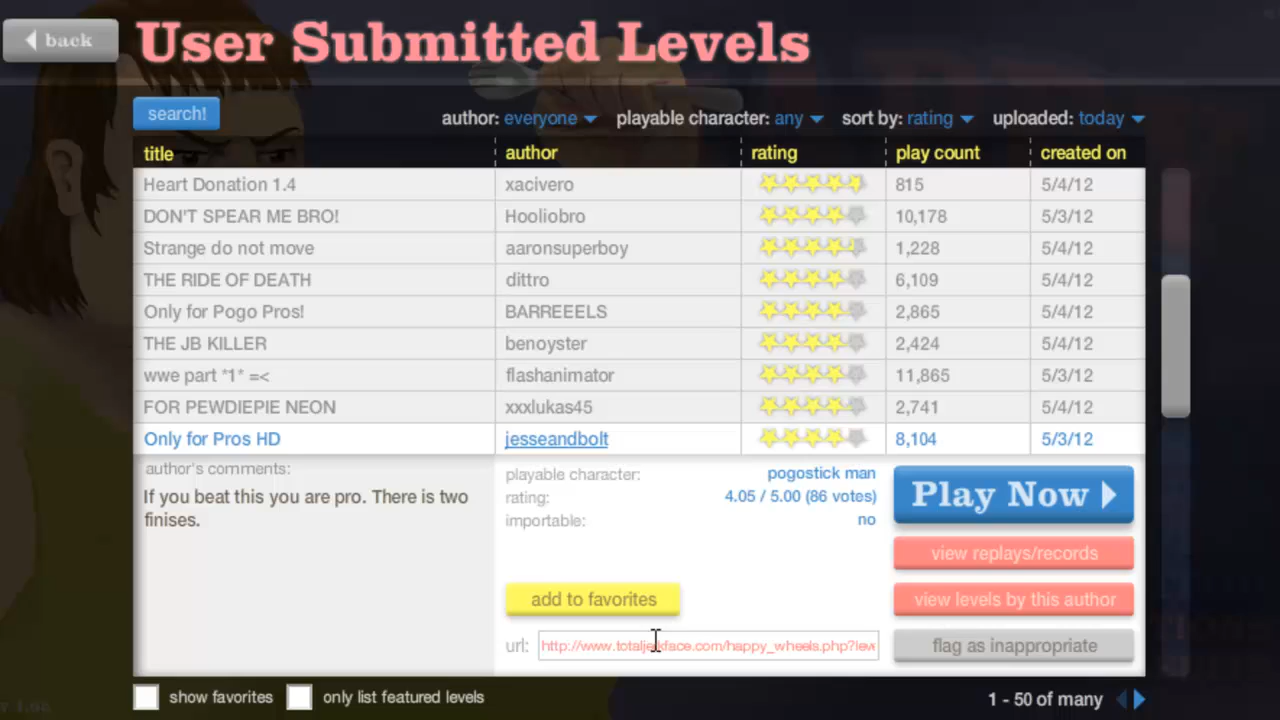 back
User Submitted Levels
search!
author: everyone playable character: any sort by: rating uploaded: today
title author rating play count created on
Heart Donation 1.4 xacivero 815 5/4/12
DON'T SPEAR ME BRO! Hooliobro 10,178 5/3/12
Strange do not move aaronsuperboy 1,228 5/4/12
THE RIDE OF DEATH dittro 6,109 5/4/12
Only for Pogo Pros! BARREEELS 2,865 5/4/12
THE JB KILLER benoyster 2,424 5/4/12
wwe part *1* =< flashanimator 11,865 5/3/12
FOR PEWDIEPIE NEON xxxlukas45 2,741 5/4/12
Only for Pros HD jesseandbolt 8,104 5/3/12
author's comments:
If you beat this you are pro. There is two
finises.
playable character: pogostick man
rating: 4.05 / 5.00 (86 votes)
importable: no
add to favorites
url: http://www.totaljerkface.com/happy_wheels.php?lev
Play Now
view replays/records
view levels by this author
flag as inappropriate
show favorites only list featured levels
1 - 50 of many